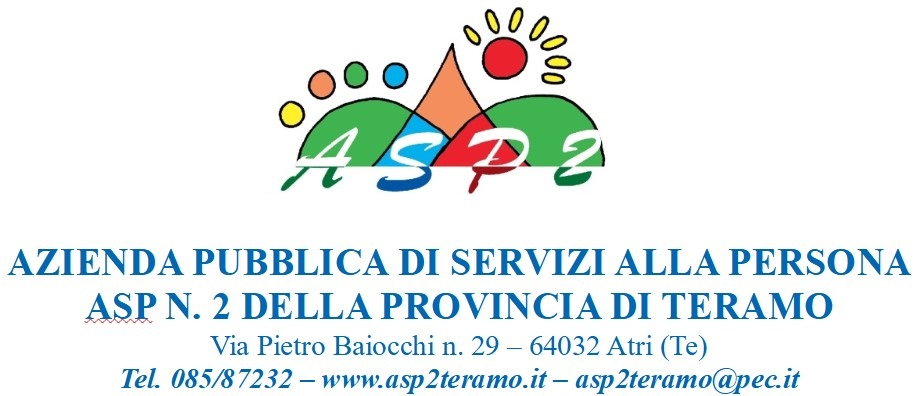 ASP2
AZIENDA PUBBLICA DI SERVIZI ALLA PERSONA
ASP N. 2 DELLA PROVINCIA DI TERAMO
Via Pietro Baiocchi n. 29 – 64032 Atri (Te)
Tel. 085/87232 – www.asp2teramo.it – asp2teramo@pec.it